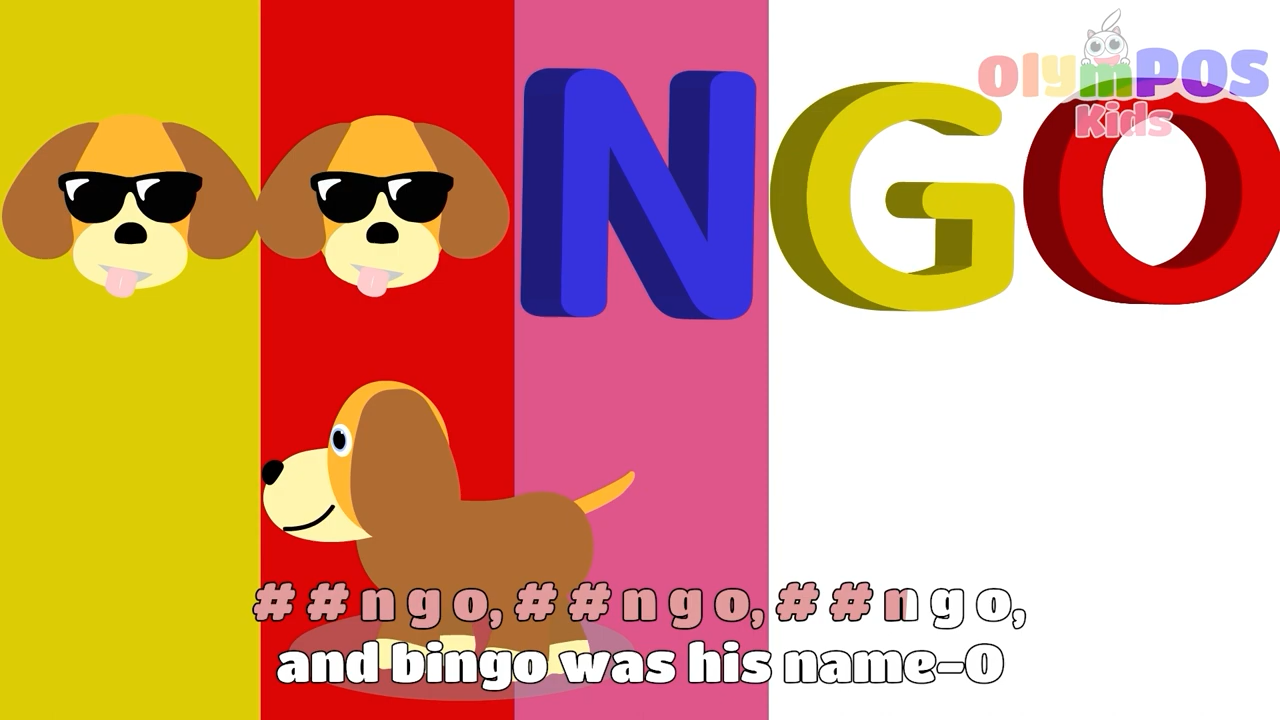 NGO
OlymPOS
Kids
# # n g o, # # n g o, # # n g o,
and bingo was his name-O